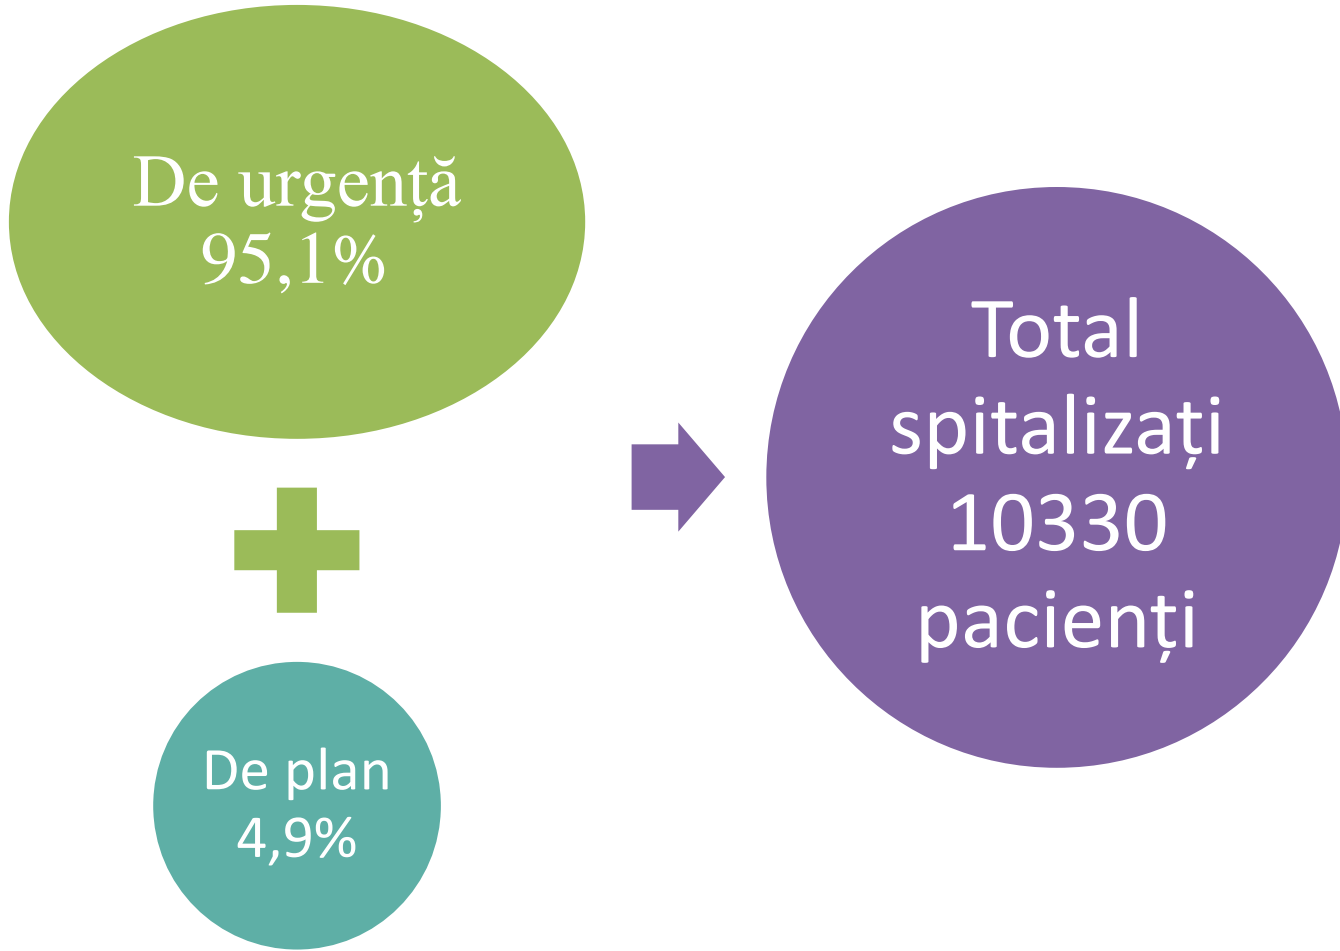 De urgență
95,1%
De plan
4,9%
Total
spitalizați
10330
pacienți